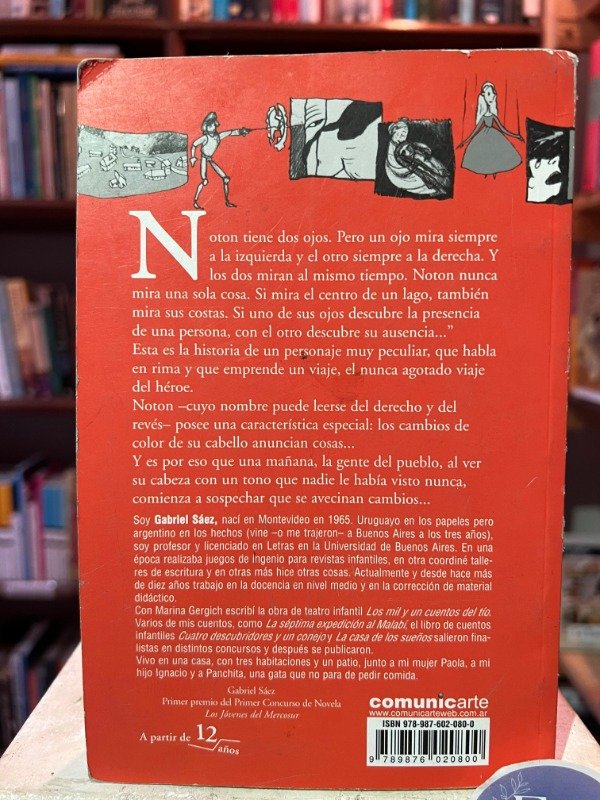 Noton tiene dos ojos. Pero un ojo mira siempre
a la izquierda y el otro siempre a la derecha. Y
los dos miran al mismo tiempo. Noton nunca
mira una sola cosa. Si mira el centro de un lago, también
mira sus costas. Si uno de sus ojos descubre la presencia
de una persona, con el otro descubre su ausencia..."
Esta es la historia de un personaje muy peculiar, que habla
en rima y que emprende un viaje, el nunca agotado viaje
del héroe.
Noton –cuyo nombre puede leerse del derecho y del
revés– posee una característica especial: los cambios de
color de su cabello anuncian cosas...
Y es por eso que una mañana, la gente del pueblo, al ver
su cabeza con un tono que nadie le había visto nunca,
comienza a sospechar que se avecinan cambios...
Soy Gabriel Sáez, nací en Montevideo en 1965. Uruguayo en los papeles pero
argentino en los hechos (vine –o me trajeron– a Buenos Aires a los tres años),
soy profesor y licenciado en Letras en la Universidad de Buenos Aires. En una
época realizaba juegos de ingenio para revistas infantiles, en otra coordiné talle-
res de escritura y en otras más hice otras cosas. Actualmente y desde hace más
de diez años trabajo en la docencia en nivel medio y en la corrección de material
didáctico.
Con Marina Gergich escribí la obra de teatro infantil Los mil y un cuentos del tío.
Varios de mis cuentos, como La séptima expedición al Malabí, el libro de cuentos
infantiles Cuatro descubridores y un conejo y La casa de los sueños salieron fina-
listas en distintos concursos y después se publicaron.
Vivo en una casa, con tres habitaciones y un patio, junto a mi mujer Paola, a mi
hijo Ignacio y a Panchita, una gata que no para de pedir comida.
Gabriel Sáez
Primer premio del Primer Concurso de Novela
Los Jóvenes del Mercosur
A partir de 12 años
comunicarte
www.comunicarteweb.com.ar
ISBN 978-987-602-080-0
9 789876 020800